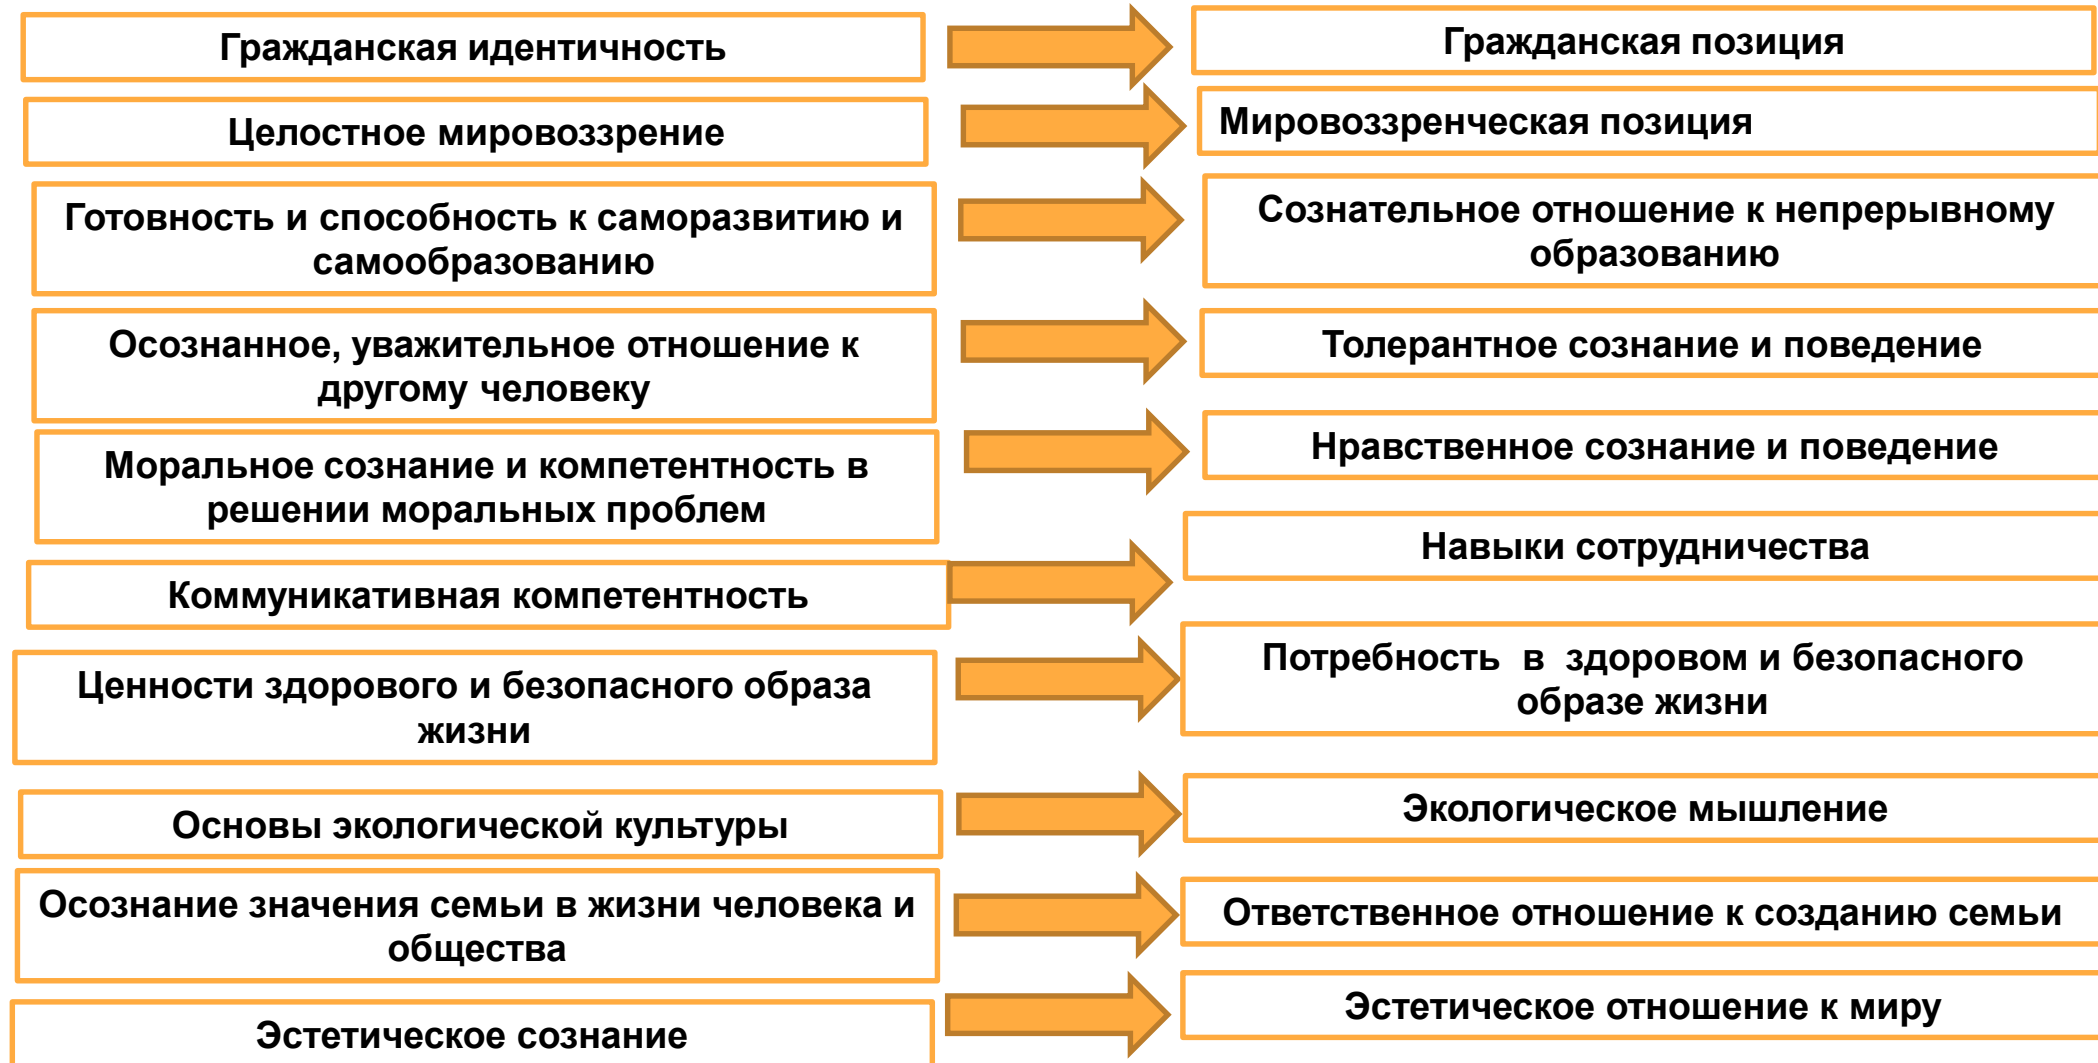 Гражданская идентичность
Гражданская позиция
Целостное мировоззрение
Мировоззренческая позиция
Готовность и способность к саморазвитию и
самообразованию
Сознательное отношение к непрерывному
образованию
Осознанное, уважительное отношение к
другому человеку
Толерантное сознание и поведение
Моральное сознание и компетентность в
решении моральных проблем
Нравственное сознание и поведение
Коммуникативная компетентность
Навыки сотрудничества
Ценности здорового и безопасного образа
жизни
Потребность в здоровом и безопасного
образе жизни
Основы экологической культуры
Экологическое мышление
Осознание значения семьи в жизни человека и
общества
Ответственное отношение к созданию семьи
Эстетическое сознание
Эстетическое отношение к миру